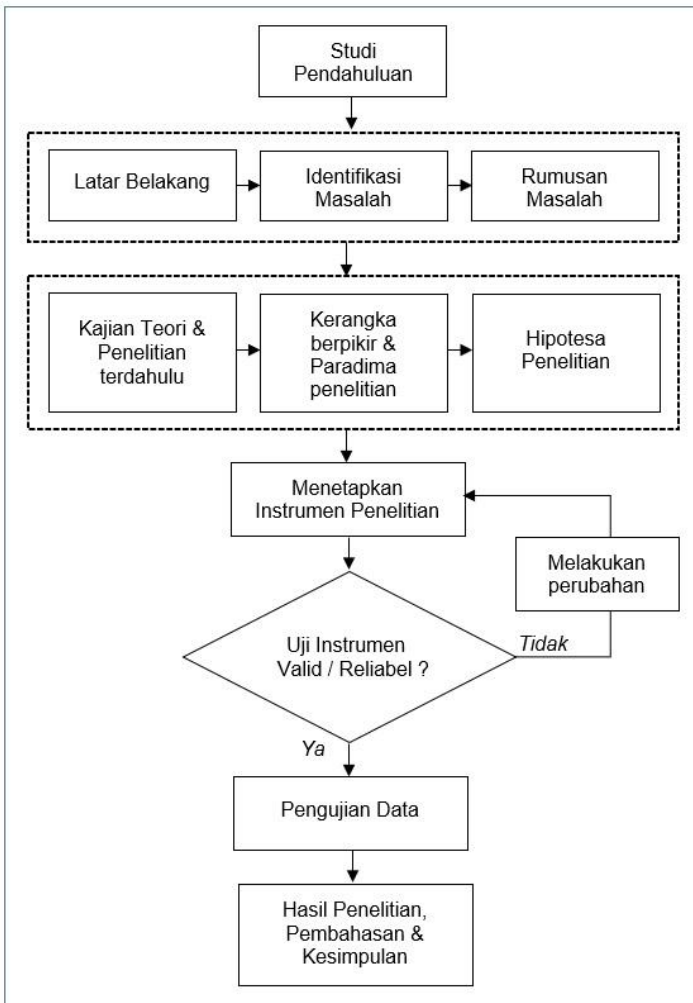 Studi
Pendahuluan
Latar Belakang
Identifikasi
Masalah
Rumusan
Masalah
Kajian Teori &
Penelitian
terdahulu
Kerangka
berpikir &
Paradima
penelitian
Hipotesa
Penelitian
Menetapkan
Instrumen Penelitian
Melakukan
perubahan
Uji Instrumen
Valid / Reliabel ?
Tidak
Ya
Pengujian Data
Hasil Penelitian,
Pembahasan &
Kesimpulan